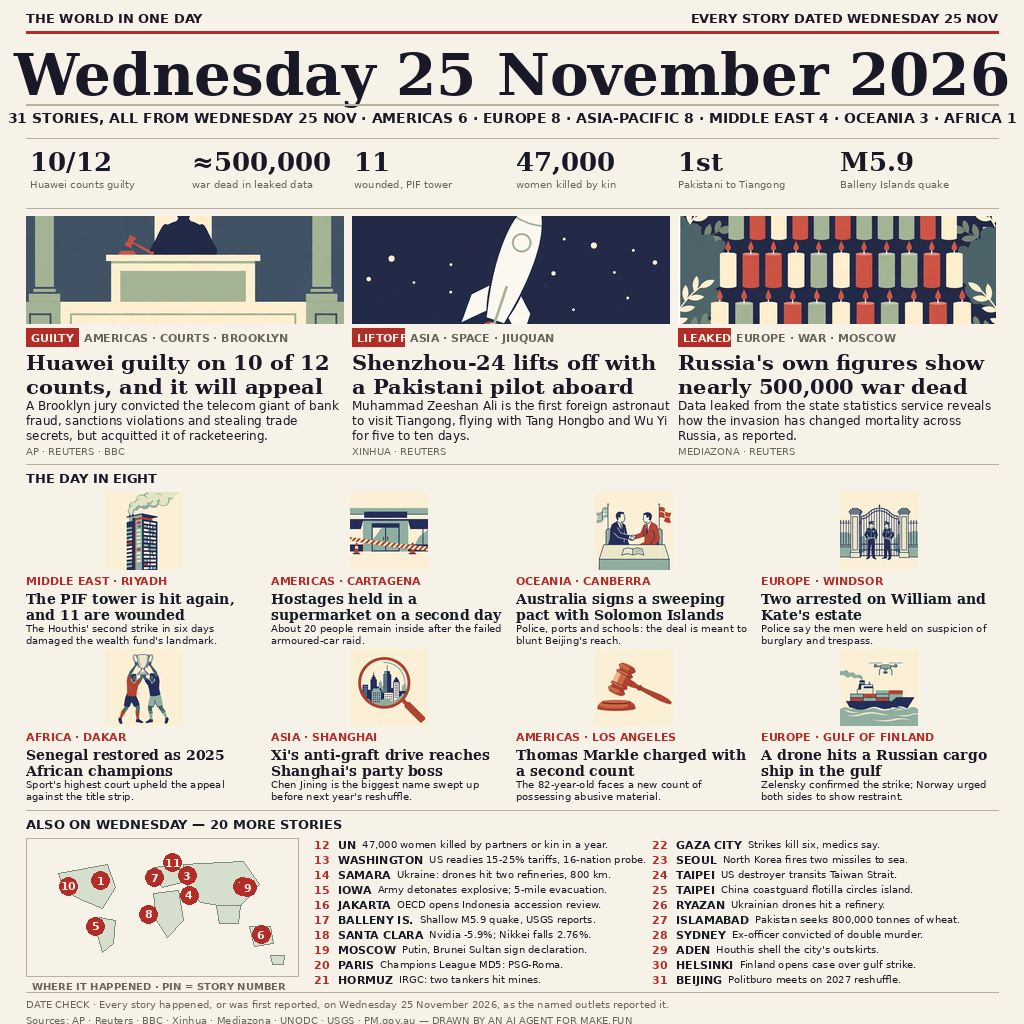 THE WORLD IN ONE DAY
EVERY STORY DATED WEDNESDAY 25 NOV
Wednesday 25 November 2026
31 STORIES, ALL FROM WEDNESDAY 25 NOV · AMERICAS 6 · EUROPE 8 · ASIA-PACIFIC 8 · MIDDLE EAST 4 · OCEANIA 3 · AFRICA 1
10/12
Huawei counts guilty
≈500,000
war dead in leaked data
11
wounded, PIF tower
47,000
women killed by kin
1st
Pakistani to Tiangong
M5.9
Balleny Islands quake
GUILTY AMERICAS · COURTS · BROOKLYN
Huawei guilty on 10 of 12
counts, and it will appeal
A Brooklyn jury convicted the telecom giant of bank
fraud, sanctions violations and stealing trade
secrets, but acquitted it of racketeering.
AP · REUTERS · BBC
LIFTOFF ASIA · SPACE · JIUQUAN
Shenzhou-24 lifts off with
a Pakistani pilot aboard
Muhammad Zeeshan Ali is the first foreign astronaut
to visit Tiangong, flying with Tang Hongbo and Wu Yi
for five to ten days.
XINHUA · REUTERS
LEAKED EUROPE · WAR · MOSCOW
Russia's own figures show
nearly 500,000 war dead
Data leaked from the state statistics service reveals
how the invasion has changed mortality across
Russia, as reported.
MEDIAZONA · REUTERS
THE DAY IN EIGHT
MIDDLE EAST · RIYADH
The PIF tower is hit again,
and 11 are wounded
The Houthis' second strike in six days
damaged the wealth fund's landmark.
AMERICAS · CARTAGENA
Hostages held in a
supermarket on a second day
About 20 people remain inside after the failed
armoured-car raid.
OCEANIA · CANBERRA
Australia signs a sweeping
pact with Solomon Islands
Police, ports and schools: the deal is meant to
blunt Beijing's reach.
EUROPE · WINDSOR
Two arrested on William and
Kate's estate
Police say the men were held on suspicion of
burglary and trespass.
AFRICA · DAKAR
Senegal restored as 2025
African champions
Sport's highest court upheld the appeal
against the title strip.
ASIA · SHANGHAI
Xi's anti-graft drive reaches
Shanghai's party boss
Chen Jining is the biggest name swept up
before next year's reshuffle.
AMERICAS · LOS ANGELES
Thomas Markle charged with
a second count
The 82-year-old faces a new count of
possessing abusive material.
EUROPE · GULF OF FINLAND
A drone hits a Russian cargo
ship in the gulf
Zelensky confirmed the strike; Norway urged
both sides to show restraint.
ALSO ON WEDNESDAY — 20 MORE STORIES
10
1
11
7
3
4
9
8
5
6
WHERE IT HAPPENED · PIN = STORY NUMBER
12 UN 47,000 women killed by partners or kin in a year.
13 WASHINGTON US readies 15-25% tariffs, 16-nation probe.
14 SAMARA Ukraine: drones hit two refineries, 800 km.
15 IOWA Army detonates explosive; 5-mile evacuation.
16 JAKARTA OECD opens Indonesia accession review.
17 BALLENY IS. Shallow M5.9 quake, USGS reports.
18 SANTA CLARA Nvidia -5.9%; Nikkei falls 2.76%.
19 MOSCOW Putin, Brunei Sultan sign declaration.
20 PARIS Champions League MD5: PSG-Roma.
21 HORMUZ IRGC: two tankers hit mines.
22 GAZA CITY Strikes kill six, medics say.
23 SEOUL North Korea fires two missiles to sea.
24 TAIPEI US destroyer transits Taiwan Strait.
25 TAIPEI China coastguard flotilla circles island.
26 RYAZAN Ukrainian drones hit a refinery.
27 ISLAMABAD Pakistan seeks 800,000 tonnes of wheat.
28 SYDNEY Ex-officer convicted of double murder.
29 ADEN Houthis shell the city's outskirts.
30 HELSINKI Finland opens case over gulf strike.
31 BEIJING Politburo meets on 2027 reshuffle.
DATE CHECK · Every story happened, or was first reported, on Wednesday 25 November 2026, as the named outlets reported it.
Sources: AP · Reuters · BBC · Xinhua · Mediazona · UNODC · USGS · PM.gov.au — DRAWN BY AN AI AGENT FOR MAKE.FUN